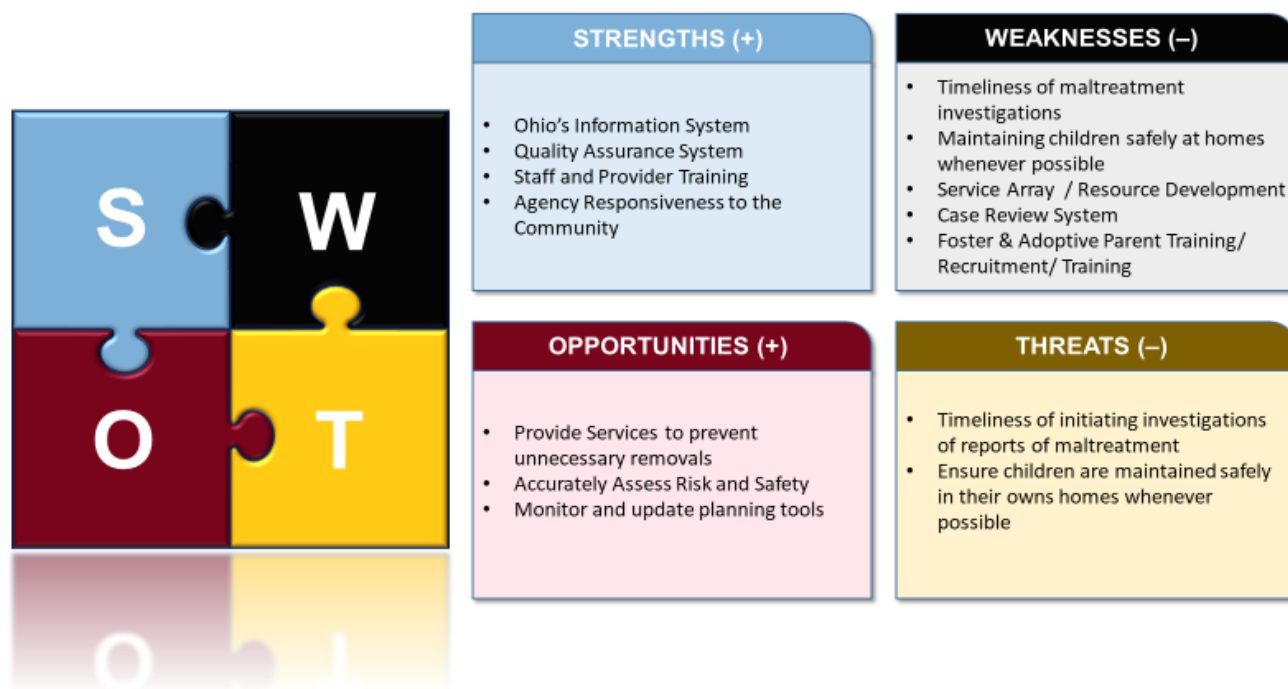 S
W
O
T
STRENGTHS (+)
• Ohio's Information System
• Quality Assurance System
• Staff and Provider Training
• Agency Responsiveness to the
Community
WEAKNESSES (–)
• Timeliness of maltreatment
investigations
• Maintaining children safely at homes
whenever possible
• Service Array / Resource Development
• Case Review System
• Foster & Adoptive Parent Training/
Recruitment/ Training
OPPORTUNITIES (+)
• Provide Services to prevent
unnecessary removals
• Accurately Assess Risk and Safety
• Monitor and update planning tools
THREATS (–)
• Timeliness of initiating investigations
of reports of maltreatment
• Ensure children are maintained safely
in their owns homes whenever
possible